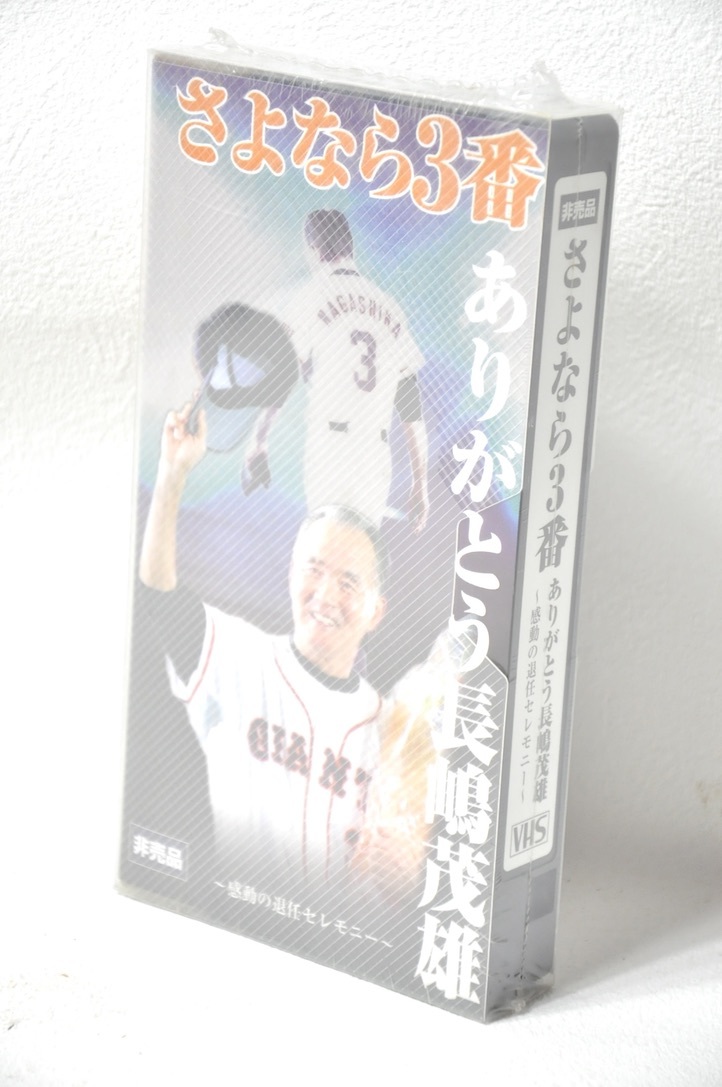 さよなら3番
ありがとう長嶋茂雄
NAGASHIMA
3
GIANTS
非売品
～感動の退任セレモニー～
非売品
さよなら3番
ありがとう長嶋茂雄
～感動の退任セレモニー～
VHS